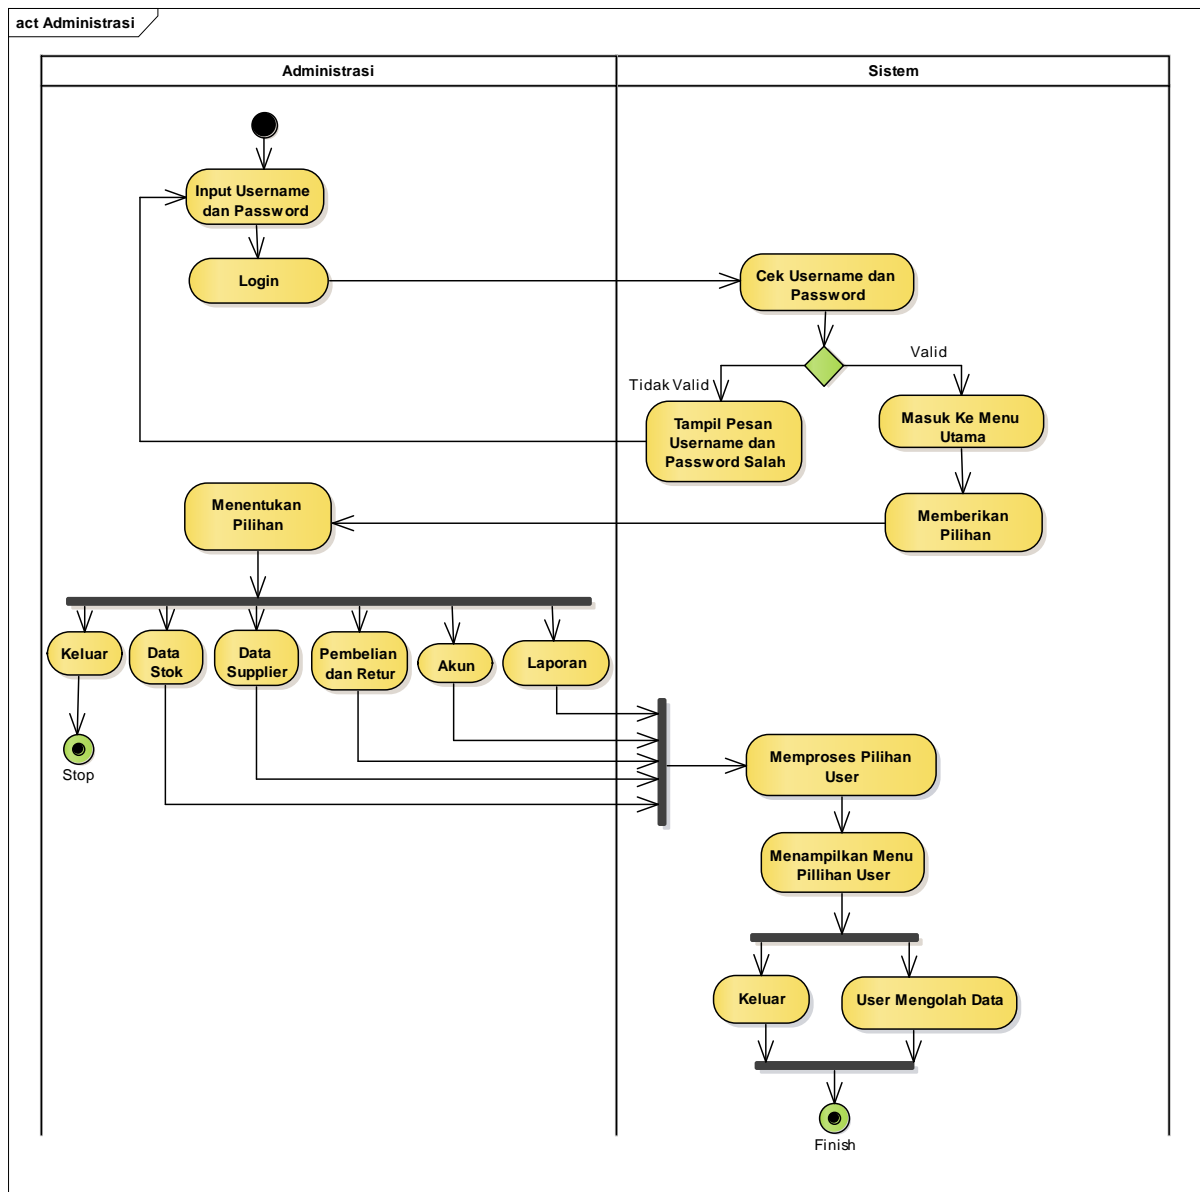 act Administrasi
Administrasi
Sistem
Input Username
dan Password
Login
Cek Username dan
Password
Valid
Tidak Valid
Tampil Pesan
Username dan
Password Salah
Masuk Ke Menu
Utama
Menentukan
Pilihan
Memberikan
Pilihan
Keluar
Data
Stok
Data
Supplier
Pembelian
dan Retur
Akun
Laporan
Stop
Memproses Pilihan
User
Menampilkan Menu
Pillihan User
Keluar
User Mengolah Data
Finish